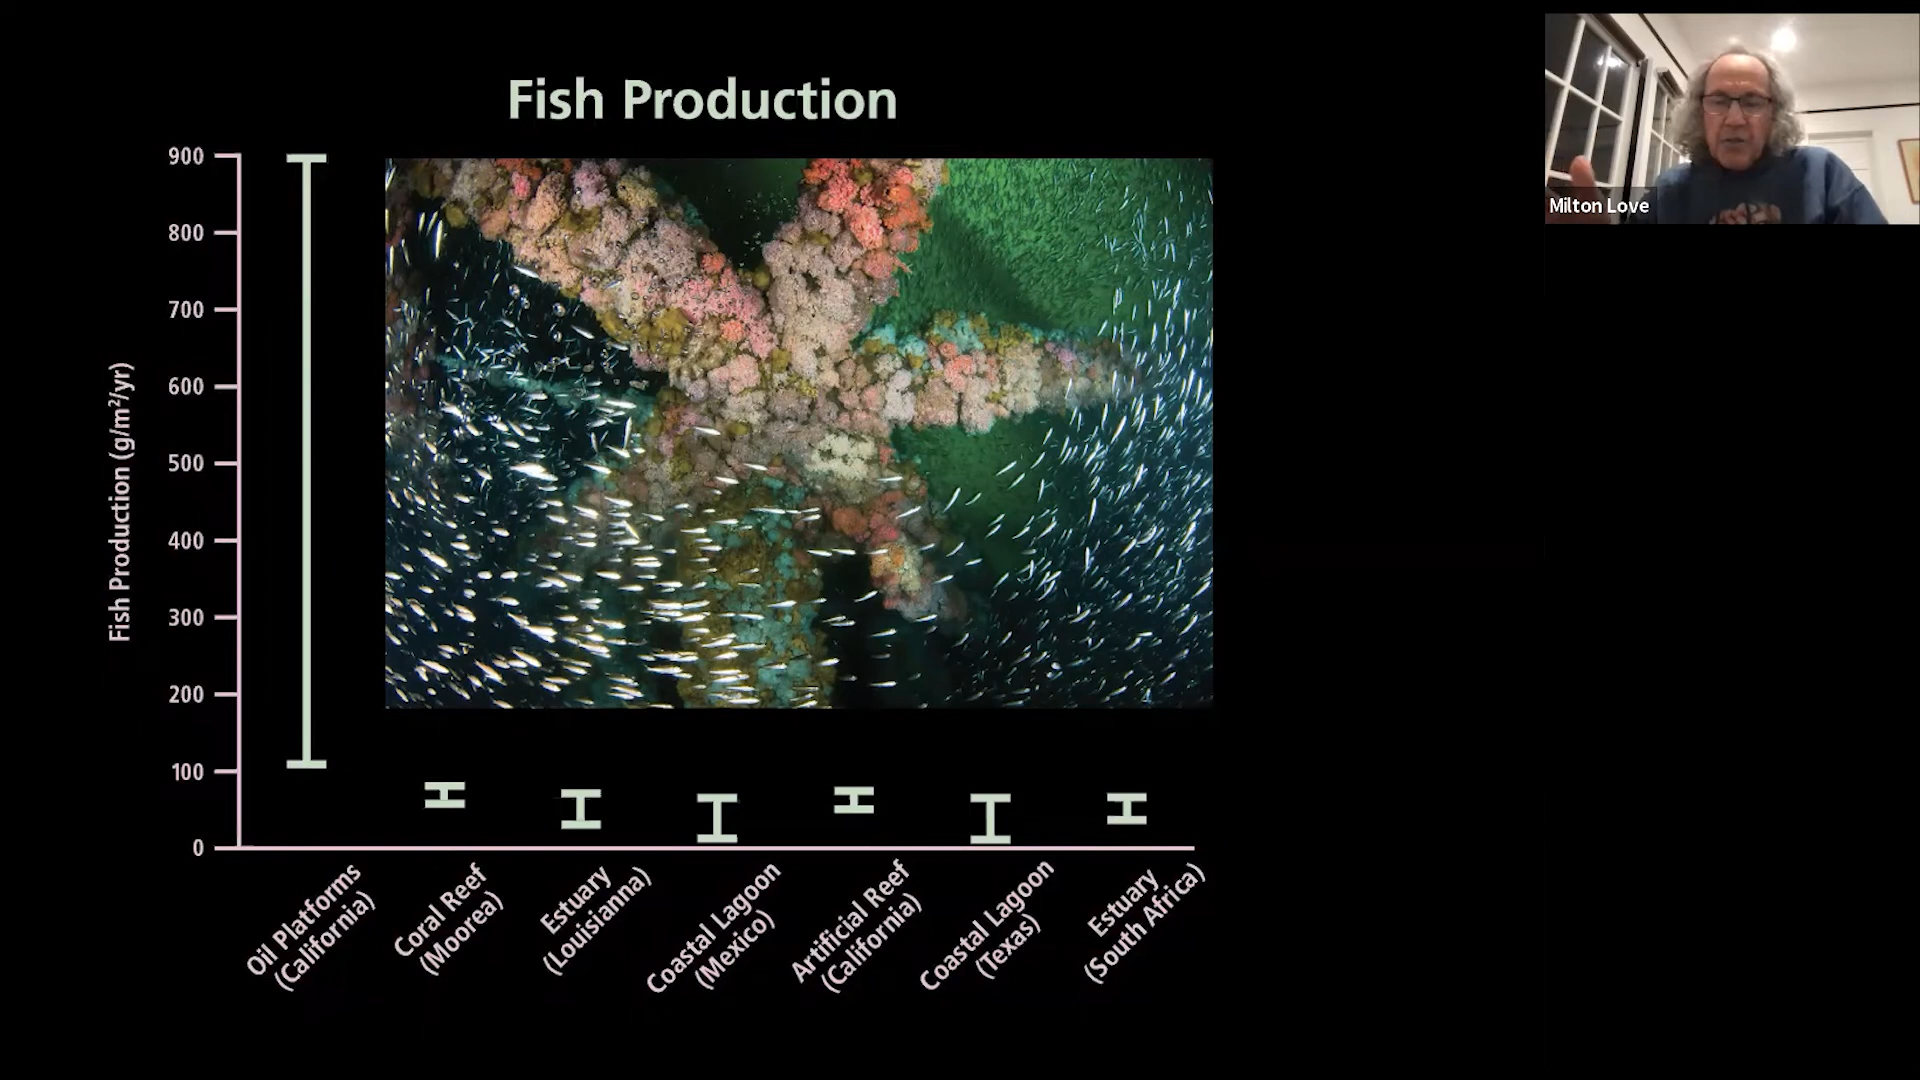 Fish Production
Milton Love
Fish Production (g/m²/yr)
900
800
700
600
500
400
300
200
100
0
Oil Platforms
(California)
Coral Reef
(Moorea)
Estuary
(Louisianna)
Coastal Lagoon
(Mexico)
Artificial Reef
(California)
Coastal Lagoon
(Texas)
Estuary
(South Africa)